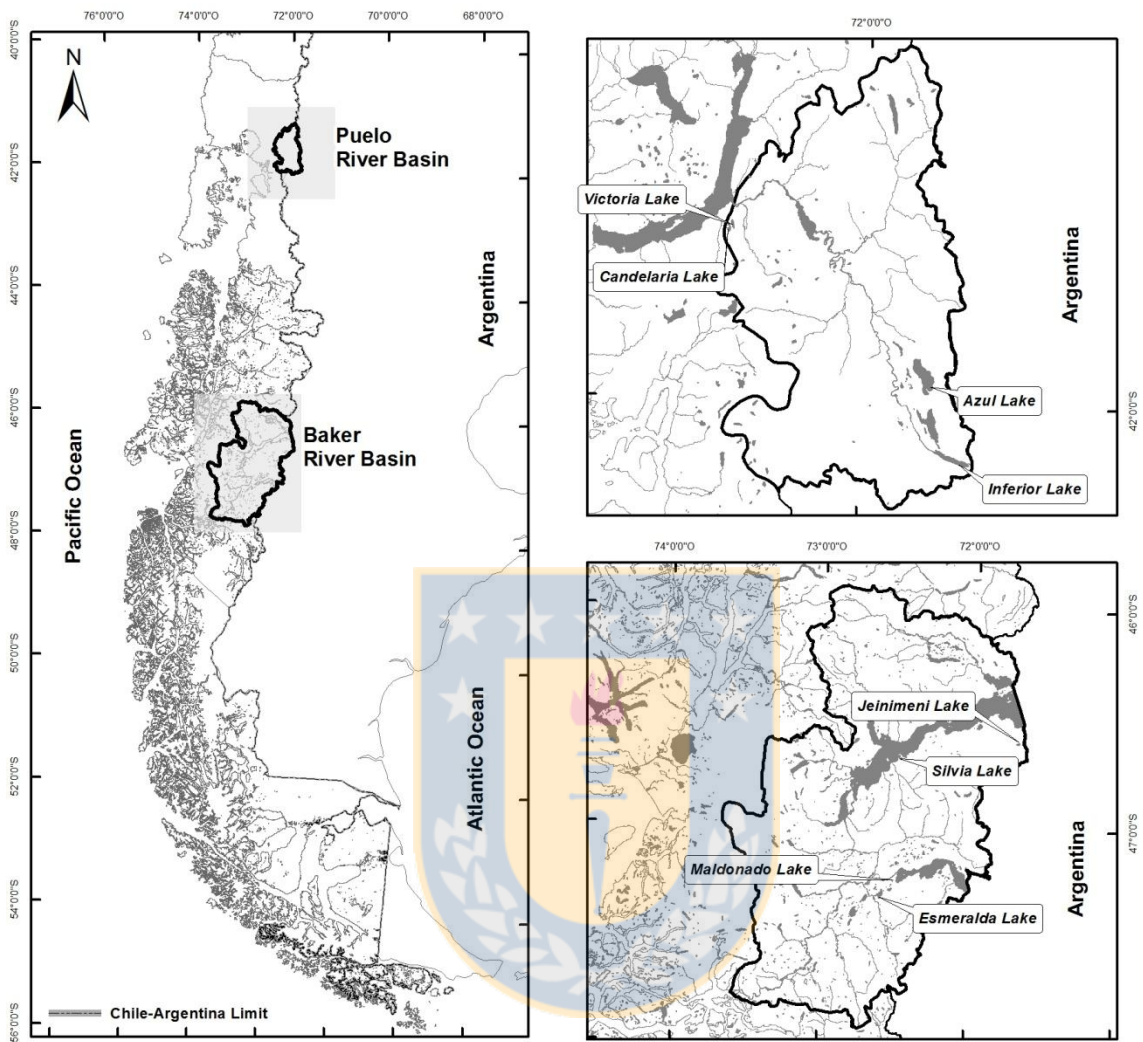 76°0'0"O
74°0'0"O
72°0'0"O
70°0'0"O
68°0'0"O
40°0'0"S
42°0'0"S
44°0'0"S
46°0'0"S
48°0'0"S
50°0'0"S
52°0'0"S
54°0'0"S
56°0'0"S
N
Puelo
River Basin
Baker
River Basin
Argentina
Pacific Ocean
Atlantic Ocean
Chile-Argentina Limit
72°0'0"O
Victoria Lake
Candelaria Lake
Azul Lake
Inferior Lake
Argentina
42°0'0"S
74°0'0"O
73°0'0"O
72°0'0"O
46°0'0"S
Jeinimeni Lake
Silvia Lake
47°0'0"S
Maldonado Lake
Esmeralda Lake
Argentina